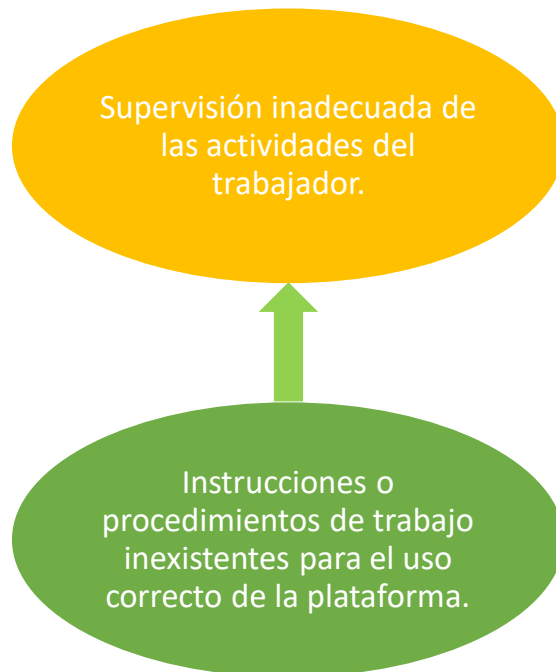 Supervisión inadecuada de
las actividades del
trabajador.
Instrucciones o
procedimientos de trabajo
inexistentes para el uso
correcto de la plataforma.